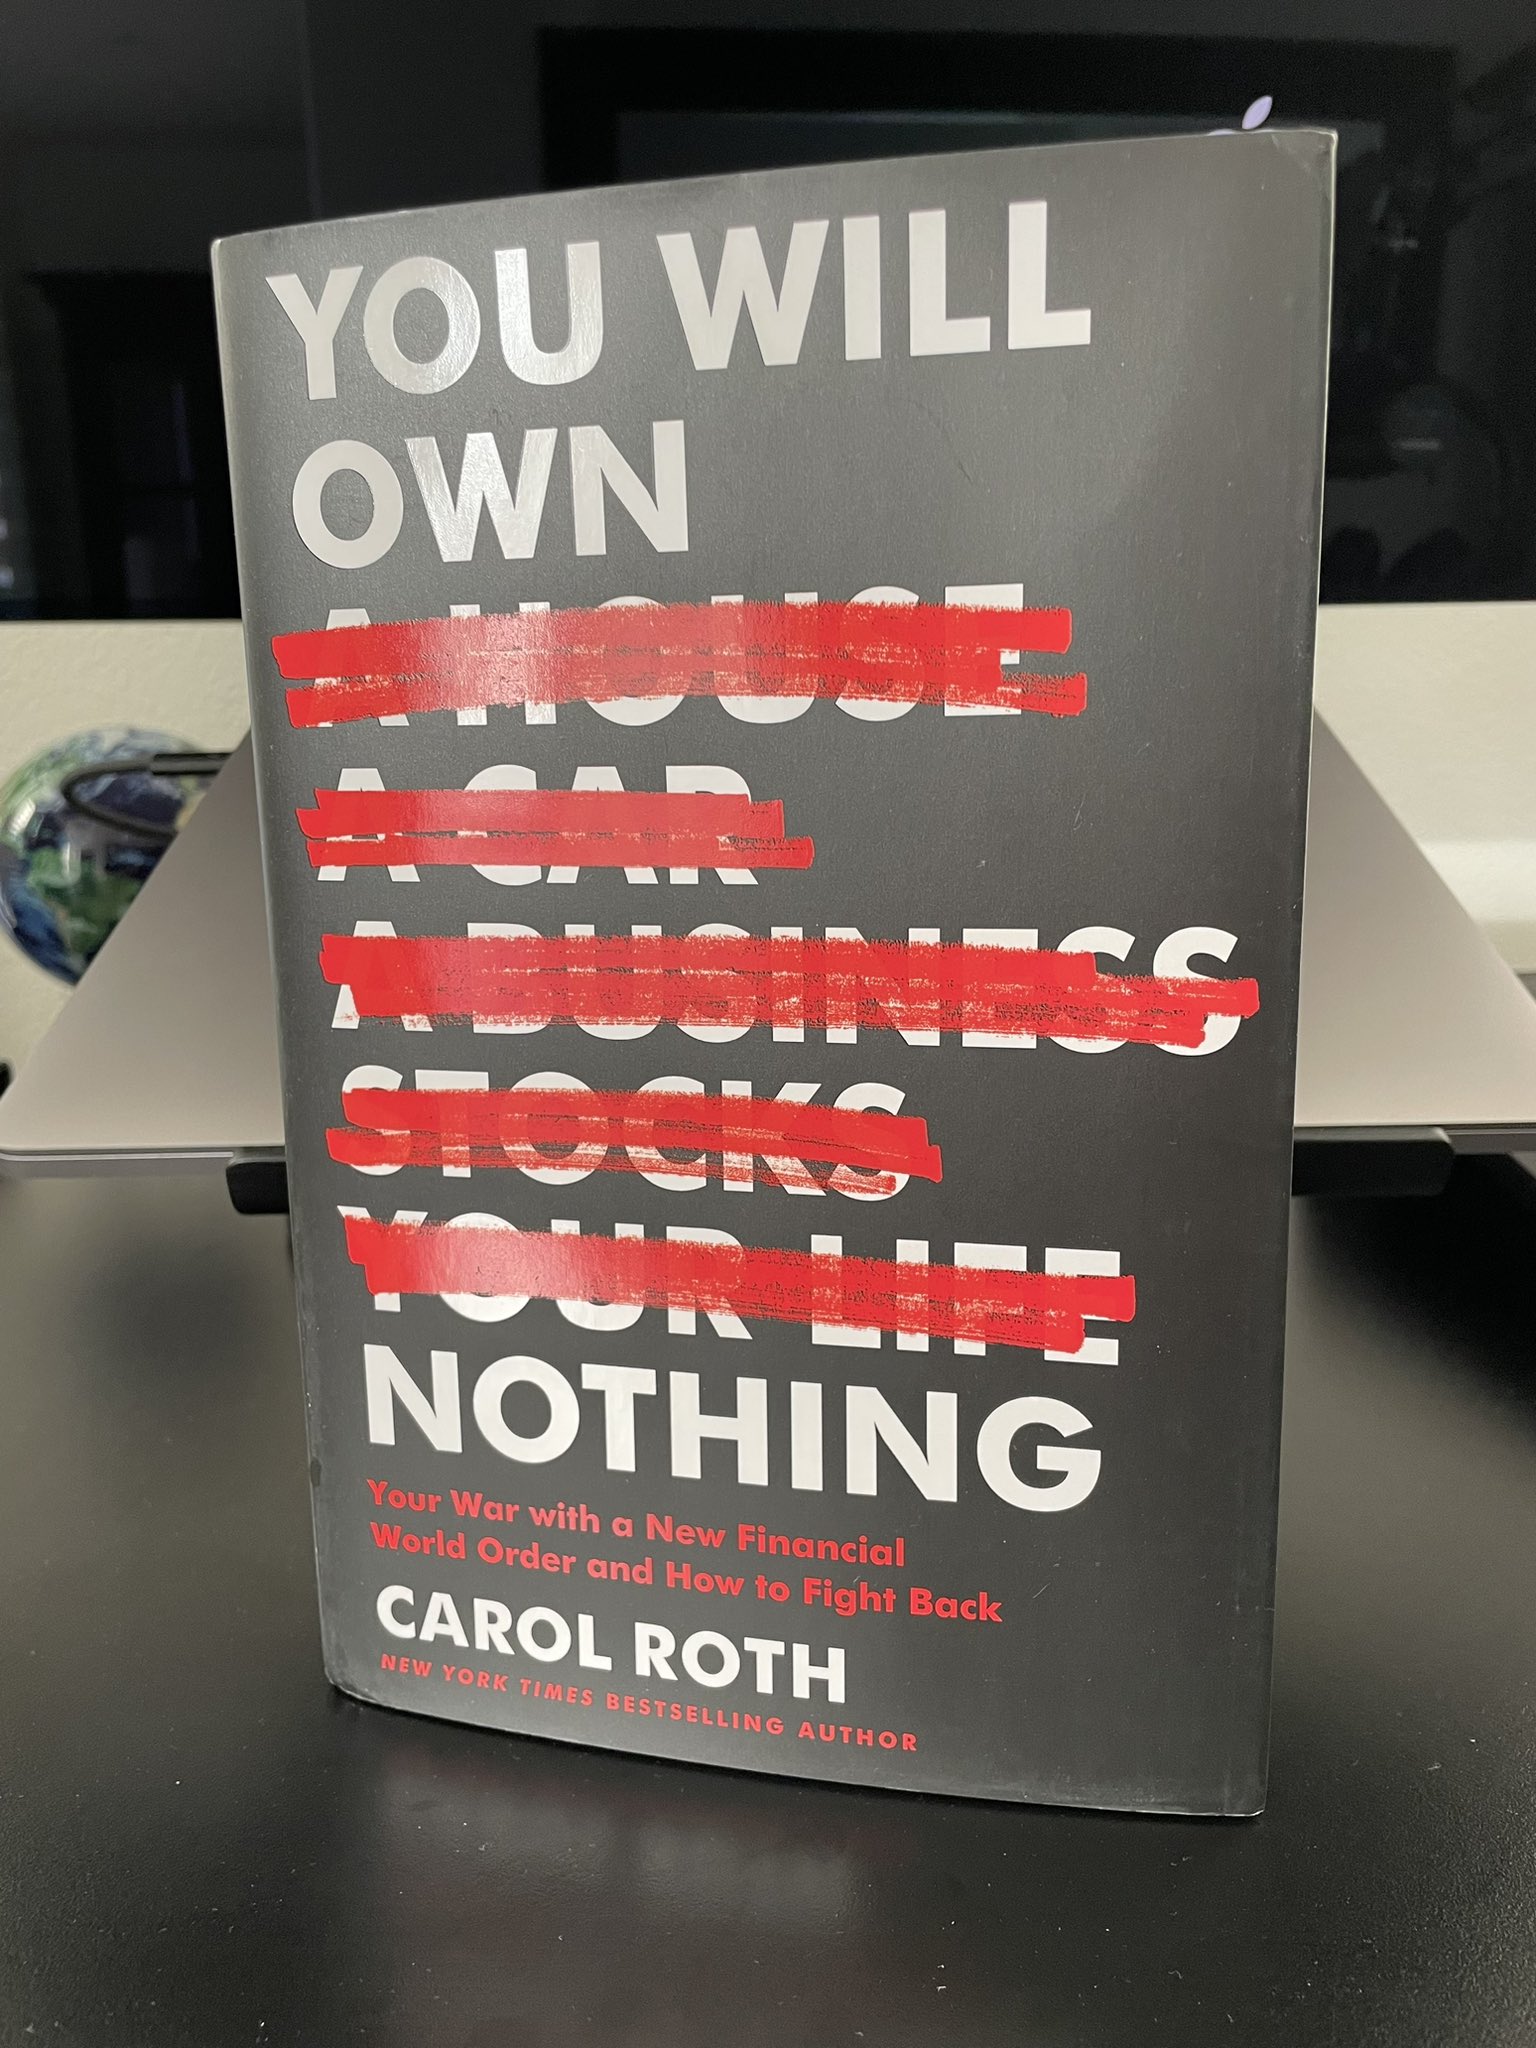 YOU WILL
OWN
A HOUSE
A CAR
A BUSINESS
STOCKS
YOUR LIFE
NOTHING
Your War with a New Financial
World Order and How to Fight Back
CAROL ROTH
NEW YORK TIMES BESTSELLING AUTHOR